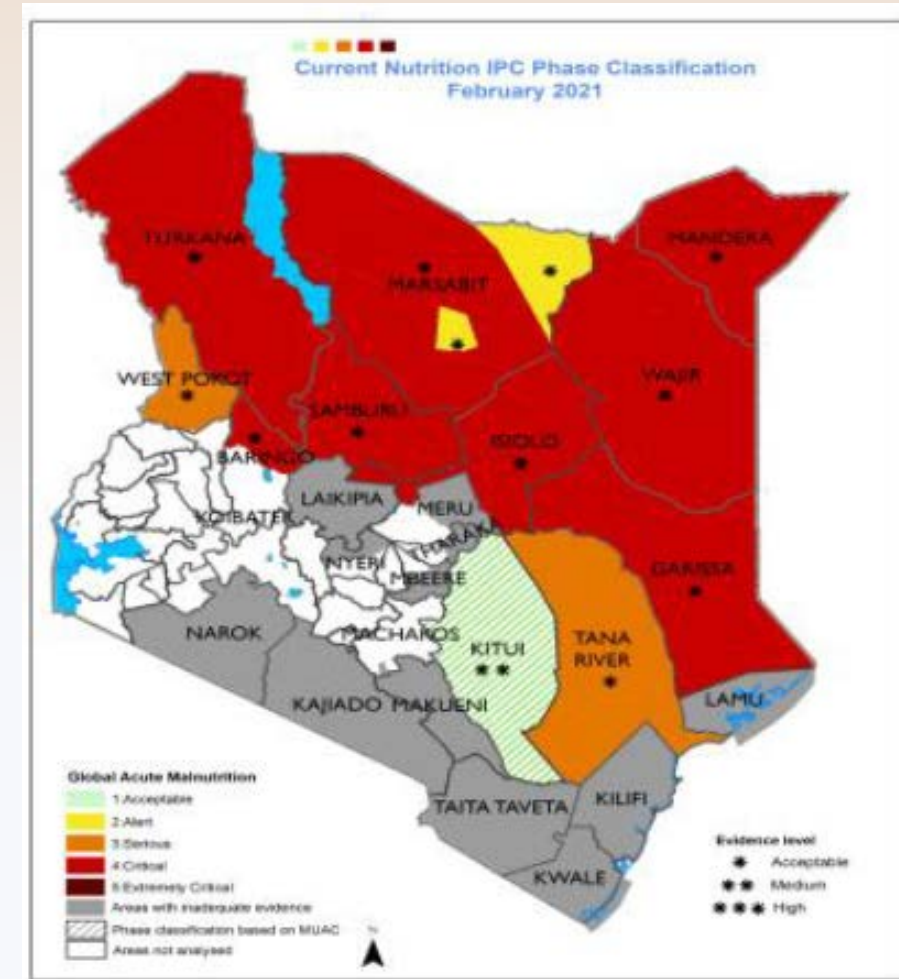 Current Nutrition IPC Phase Classification
February 2021
TURKANA
MANDERA
MARSABIT
WEST POKOT
WAJIR
SAMBURU
ISIOLO
BARINGO
LAIKIPIA
MERU
KOIBATEK
THARAKA
NYERI
MBEERE
GARISSA
NAROK
MACHAKOS
KITUI
TANA
RIVER
LAMU
KAJIADO
MAKUENI
TAITA TAVETA
KILIFI
KWALE
Global Acute Malnutrition
1:Acceptable
2:Alert
3:Serious
4:Critical
5:Extremely Critical
Areas with inadequate evidence
Phase classification based on MUAC
Areas not analysed
Evidence level
Acceptable
Medium
High